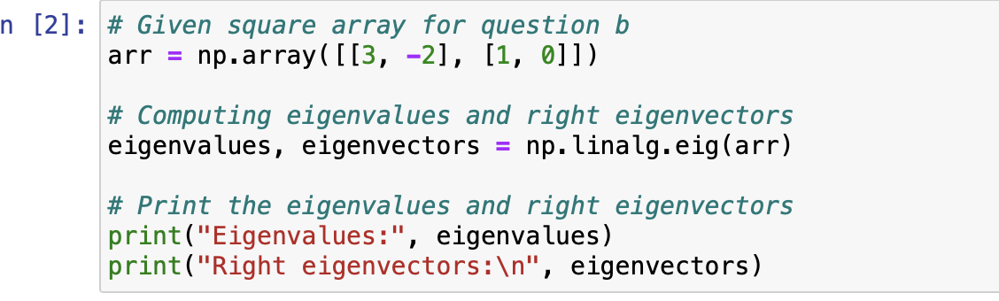 n [2]: # Given square array for question b
arr = np.array([[3, -2], [1, 0]])
# Computing eigenvalues and right eigenvectors
eigenvalues, eigenvectors = np.linalg.eig(arr)
# Print the eigenvalues and right eigenvectors
print("Eigenvalues:", eigenvalues)
print("Right eigenvectors:\n", eigenvectors)